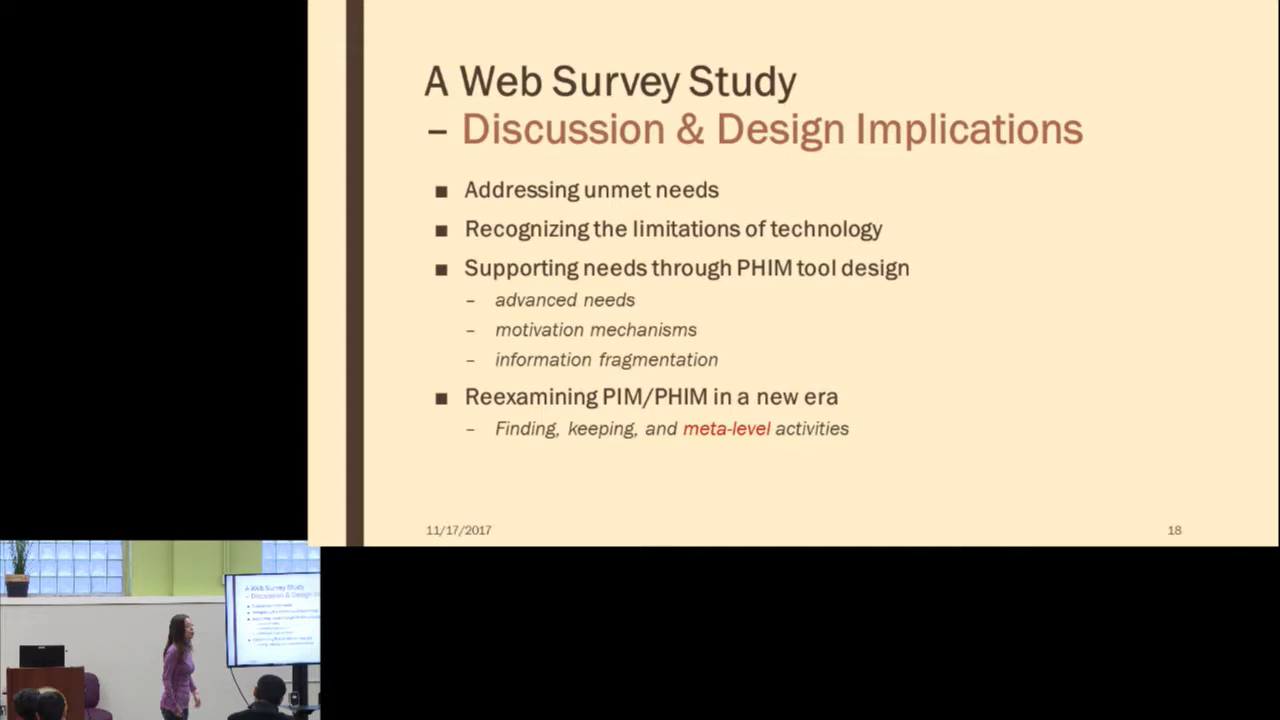 A Web Survey Study
– Discussion & Design Implications
▪ Addressing unmet needs
▪ Recognizing the limitations of technology
▪ Supporting needs through PHIM tool design
– advanced needs
– motivation mechanisms
– information fragmentation
▪ Reexamining PIM/PHIM in a new era
– Finding, keeping, and meta-level activities
11/17/2017
18
A Web Survey Study
– Discussion & Design